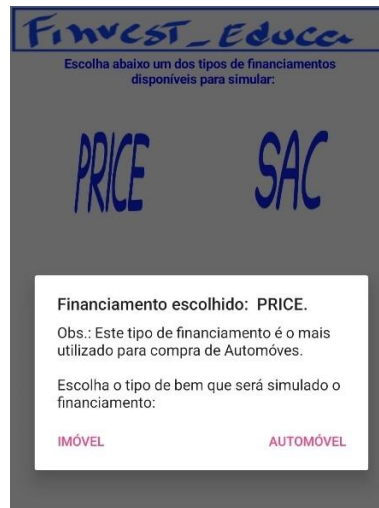 Finvest_Educa
Escolha abaixo um dos tipos de financiamentos
disponíveis para simular:
PRICE SAC
Financiamento escolhido: PRICE.
Obs.: Este tipo de financiamento é o mais
utilizado para compra de Automóves.
Escolha o tipo de bem que será simulado o
financiamento:
IMÓVEL AUTOMÓVEL